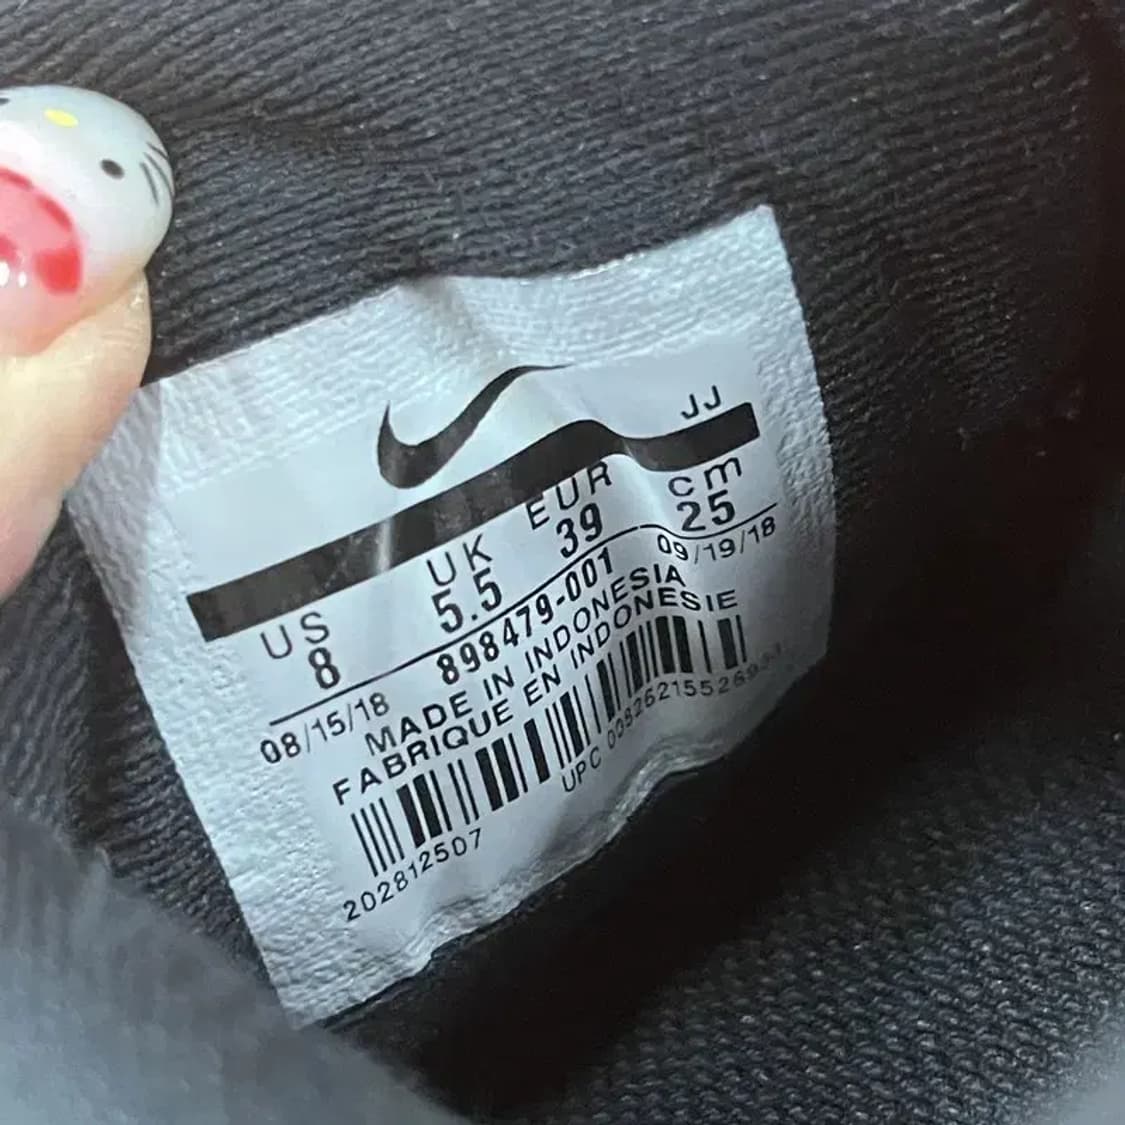 JJ
US UK EUR cm
8 5.5 39 25
08/15/18 898479-001 09/19/18
MADE IN INDONESIA
FABRIQUE EN INDONESIE
202812507 UPC